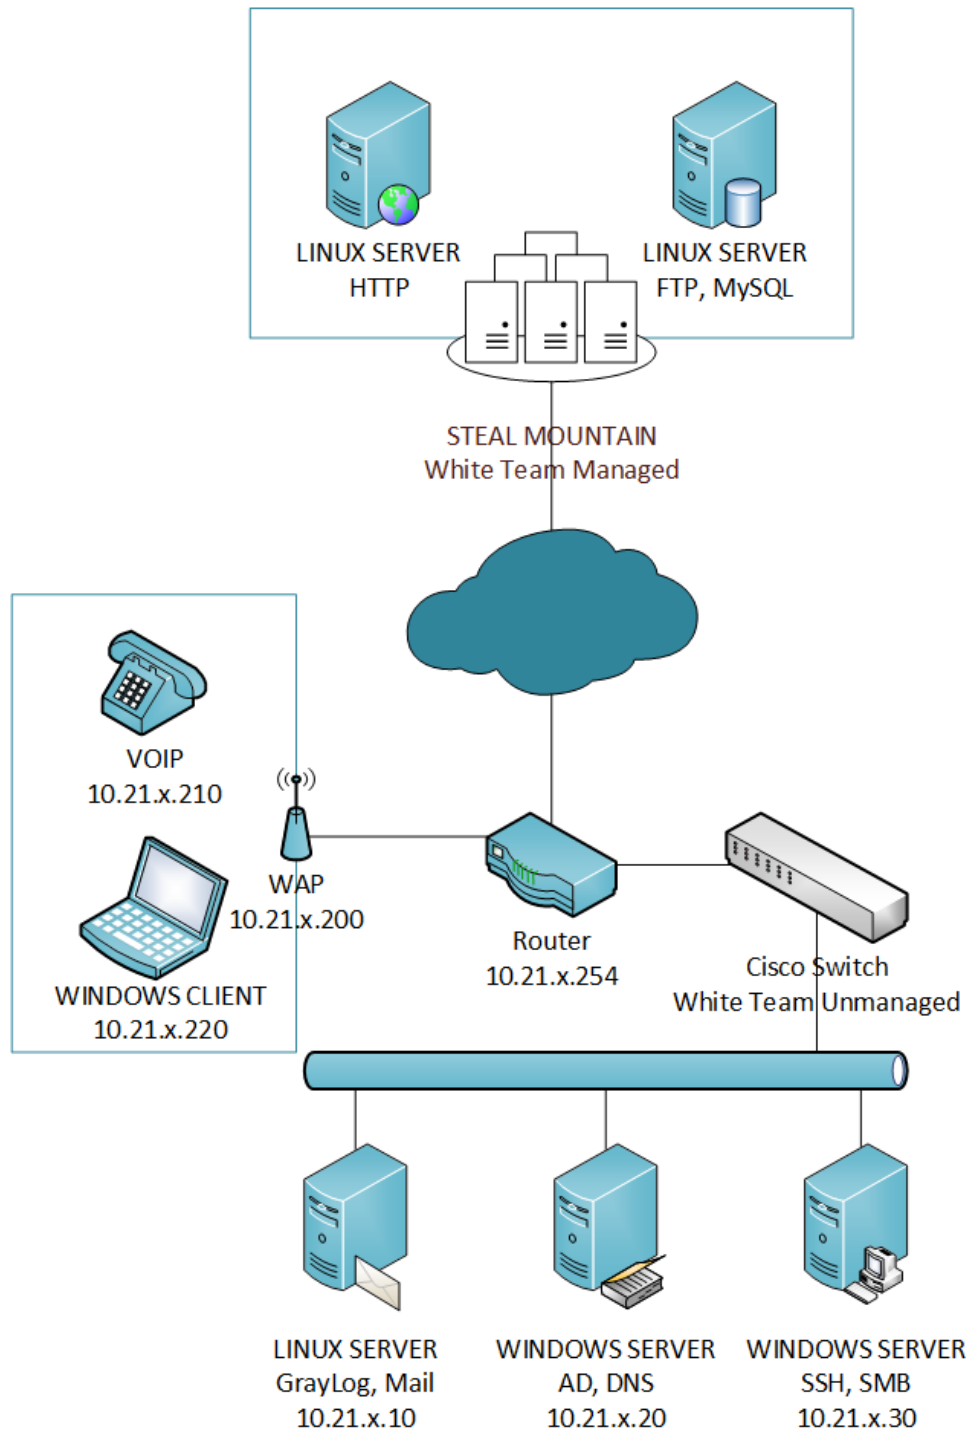 LINUX SERVER
HTTP
LINUX SERVER
FTP, MySQL
STEAL MOUNTAIN
White Team Managed
VOIP
10.21.x.210
WAP
10.21.x.200
WINDOWS CLIENT
10.21.x.220
Router
10.21.x.254
Cisco Switch
White Team Unmanaged
LINUX SERVER
GrayLog, Mail
10.21.x.10
WINDOWS SERVER
AD, DNS
10.21.x.20
WINDOWS SERVER
SSH, SMB
10.21.x.30